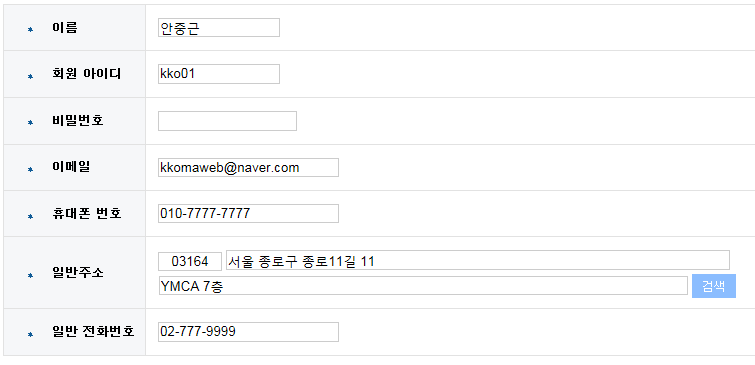 * 이름 안중근
* 회원 아이디 kko01
* 비밀번호
* 이메일 kkomaweb@naver.com
* 휴대폰 번호 010-7777-7777
* 일반주소 03164 서울 종로구 종로11길 11
YMCA 7층 검색
* 일반 전화번호 02-777-9999